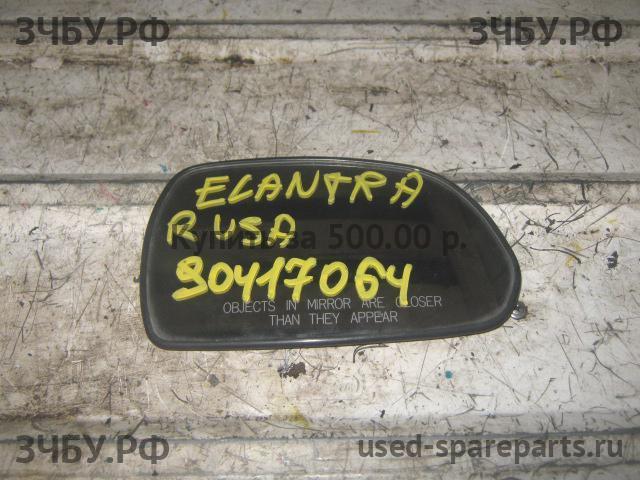 ЗЧБУ.РФ
ЗЧБУ.РФ
ELANTRA
R USA
Купить за 500.00 р.
90417064
OBJECTS IN MIRROR ARE CLOSER
THAN THEY APPEAR
ЗЧБУ.РФ
used-spareparts.ru